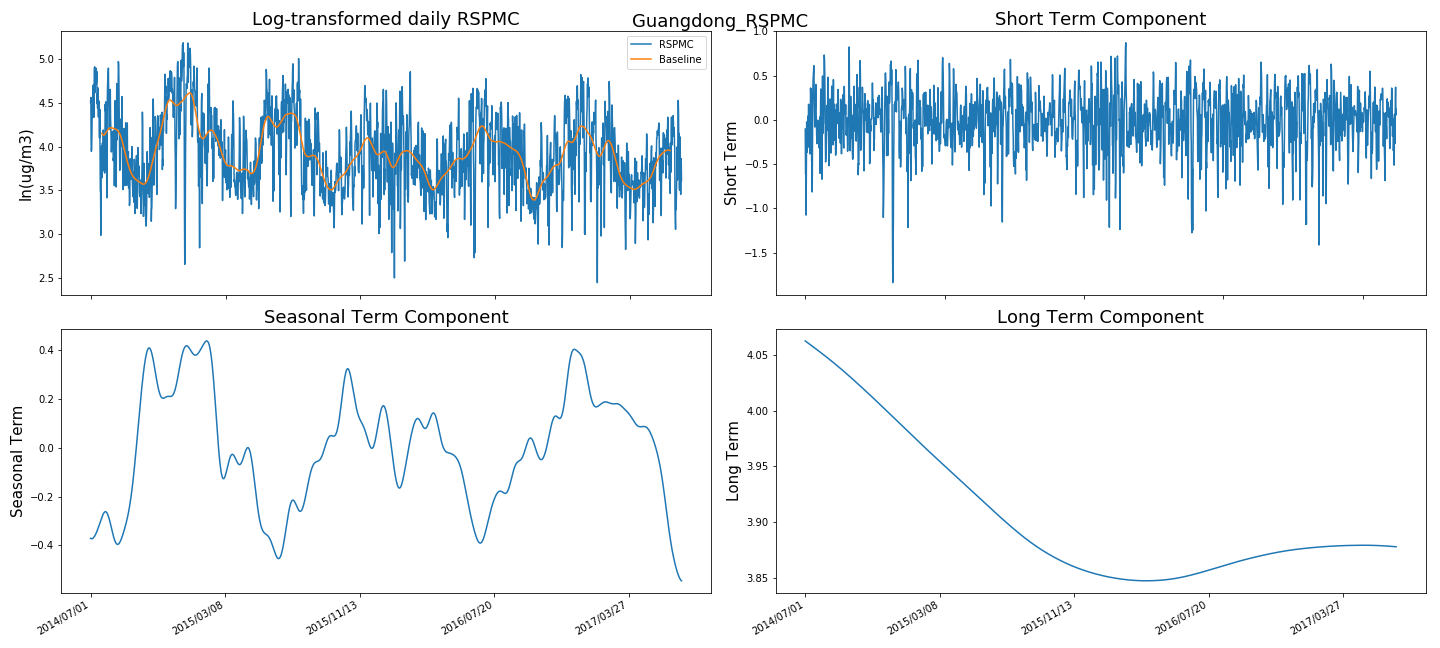 Guangdong_RSPMC
Log-transformed daily RSPMC
ln(ug/m3)
5.0
4.5
4.0
3.5
3.0
2.5
RSPMC
Baseline
Short Term Component
Short Term
1.0
0.5
0.0
−0.5
−1.0
−1.5
Seasonal Term Component
Seasonal Term
0.4
0.2
0.0
−0.2
−0.4
2014/07/01
2015/03/08
2015/11/13
2016/07/20
2017/03/27
Long Term Component
Long Term
4.05
4.00
3.95
3.90
3.85
2014/07/01
2015/03/08
2015/11/13
2016/07/20
2017/03/27